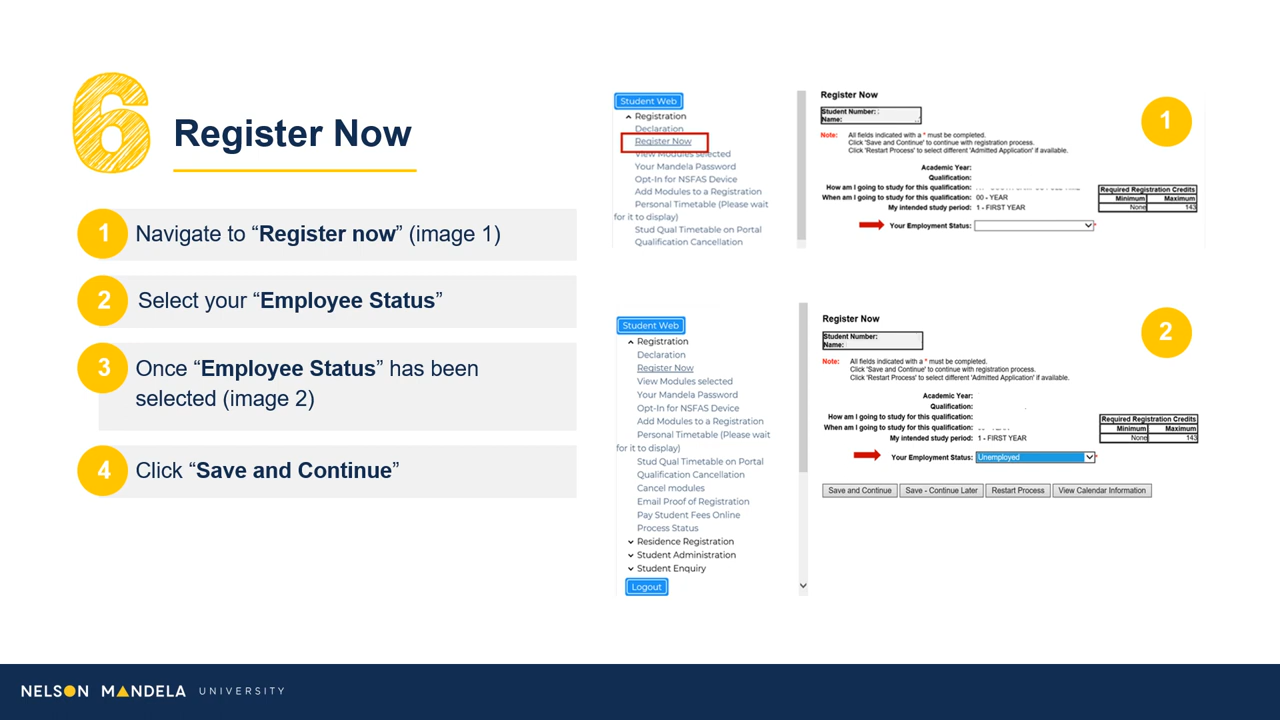 6
Register Now
1 Navigate to “Register now” (image 1)
2 Select your “Employee Status”
3 Once “Employee Status” has been
selected (image 2)
4 Click “Save and Continue”
Student Web
Registration
Declaration
Register Now
View Modules selected
Your Mandela Password
Opt-In for NSFAS Device
Add Modules to a Registration
Personal Timetable (Please wait
for it to display)
Stud Qual Timetable on Portal
Qualification Cancellation
Register Now
1
Student Number:
Name:
Note: All fields indicated with a * must be completed.
Click 'Save and Continue' to continue with registration process.
Click 'Restart Process' to select different 'Admitted Application' if available.
Academic Year:
Qualification:
How am I going to study for this qualification:
When am I going to study for this qualification: 00 - YEAR
My intended study period: 1 - FIRST YEAR
Required Registration Credits
Minimum Maximum
None 143
Your Employment Status: *
Student Web
Registration
Declaration
Register Now
View Modules selected
Your Mandela Password
Opt-In for NSFAS Device
Add Modules to a Registration
Personal Timetable (Please wait
for it to display)
Stud Qual Timetable on Portal
Qualification Cancellation
Cancel modules
Email Proof of Registration
Pay Student Fees Online
Process Status
Residence Registration
Student Administration
Student Enquiry
Logout
Register Now
2
Student Number:
Name:
Note: All fields indicated with a * must be completed.
Click 'Save and Continue' to continue with registration process.
Click 'Restart Process' to select different 'Admitted Application' if available.
Academic Year:
Qualification:
How am I going to study for this qualification:
When am I going to study for this qualification:
My intended study period: 1 - FIRST YEAR
Required Registration Credits
Minimum Maximum
None 143
Your Employment Status: Unemployed *
Save and Continue Save - Continue Later Restart Process View Calendar Information
NELSON MANDELA UNIVERSITY